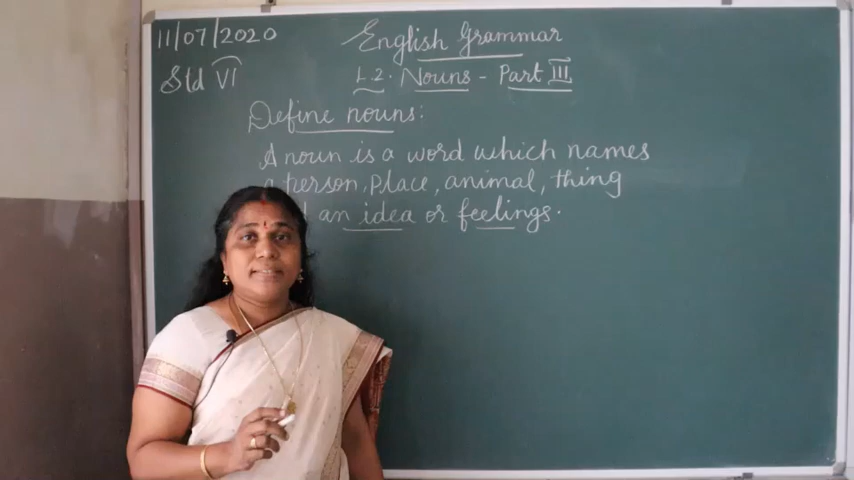 11/07/2020
English Grammar
Std VI
L.2. Nouns - Part III
Define nouns:
A noun is a word which names
a person, place, animal, thing
an idea or feelings.